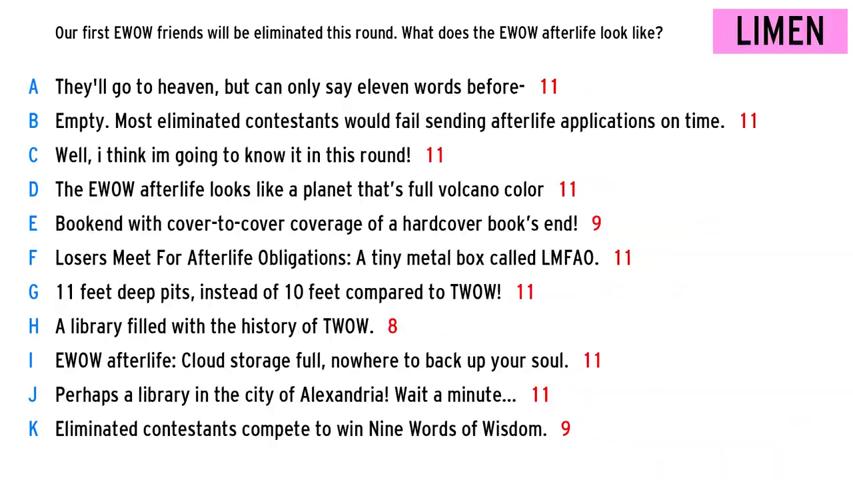 Our first EWOW friends will be eliminated this round. What does the EWOW afterlife look like?
LIMEN
A They'll go to heaven, but can only say eleven words before- 11
B Empty. Most eliminated contestants would fail sending afterlife applications on time. 11
C Well, i think im going to know it in this round! 11
D The EWOW afterlife looks like a planet that's full volcano color 11
E Bookend with cover-to-cover coverage of a hardcover book's end! 9
F Losers Meet For Afterlife Obligations: A tiny metal box called LMFAO. 11
G 11 feet deep pits, instead of 10 feet compared to TWOW! 11
H A library filled with the history of TWOW. 8
I EWOW afterlife: Cloud storage full, nowhere to back up your soul. 11
J Perhaps a library in the city of Alexandria! Wait a minute... 11
K Eliminated contestants compete to win Nine Words of Wisdom. 9